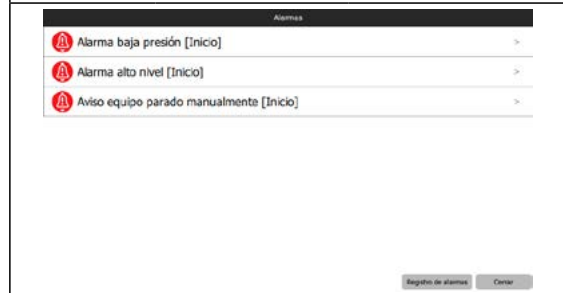 Alarmas
Alarma baja presión [Inicio]
>
Alarma alto nivel [Inicio]
>
Aviso equipo parado manualmente [Inicio]
>
Registro de alarmas
Cerrar